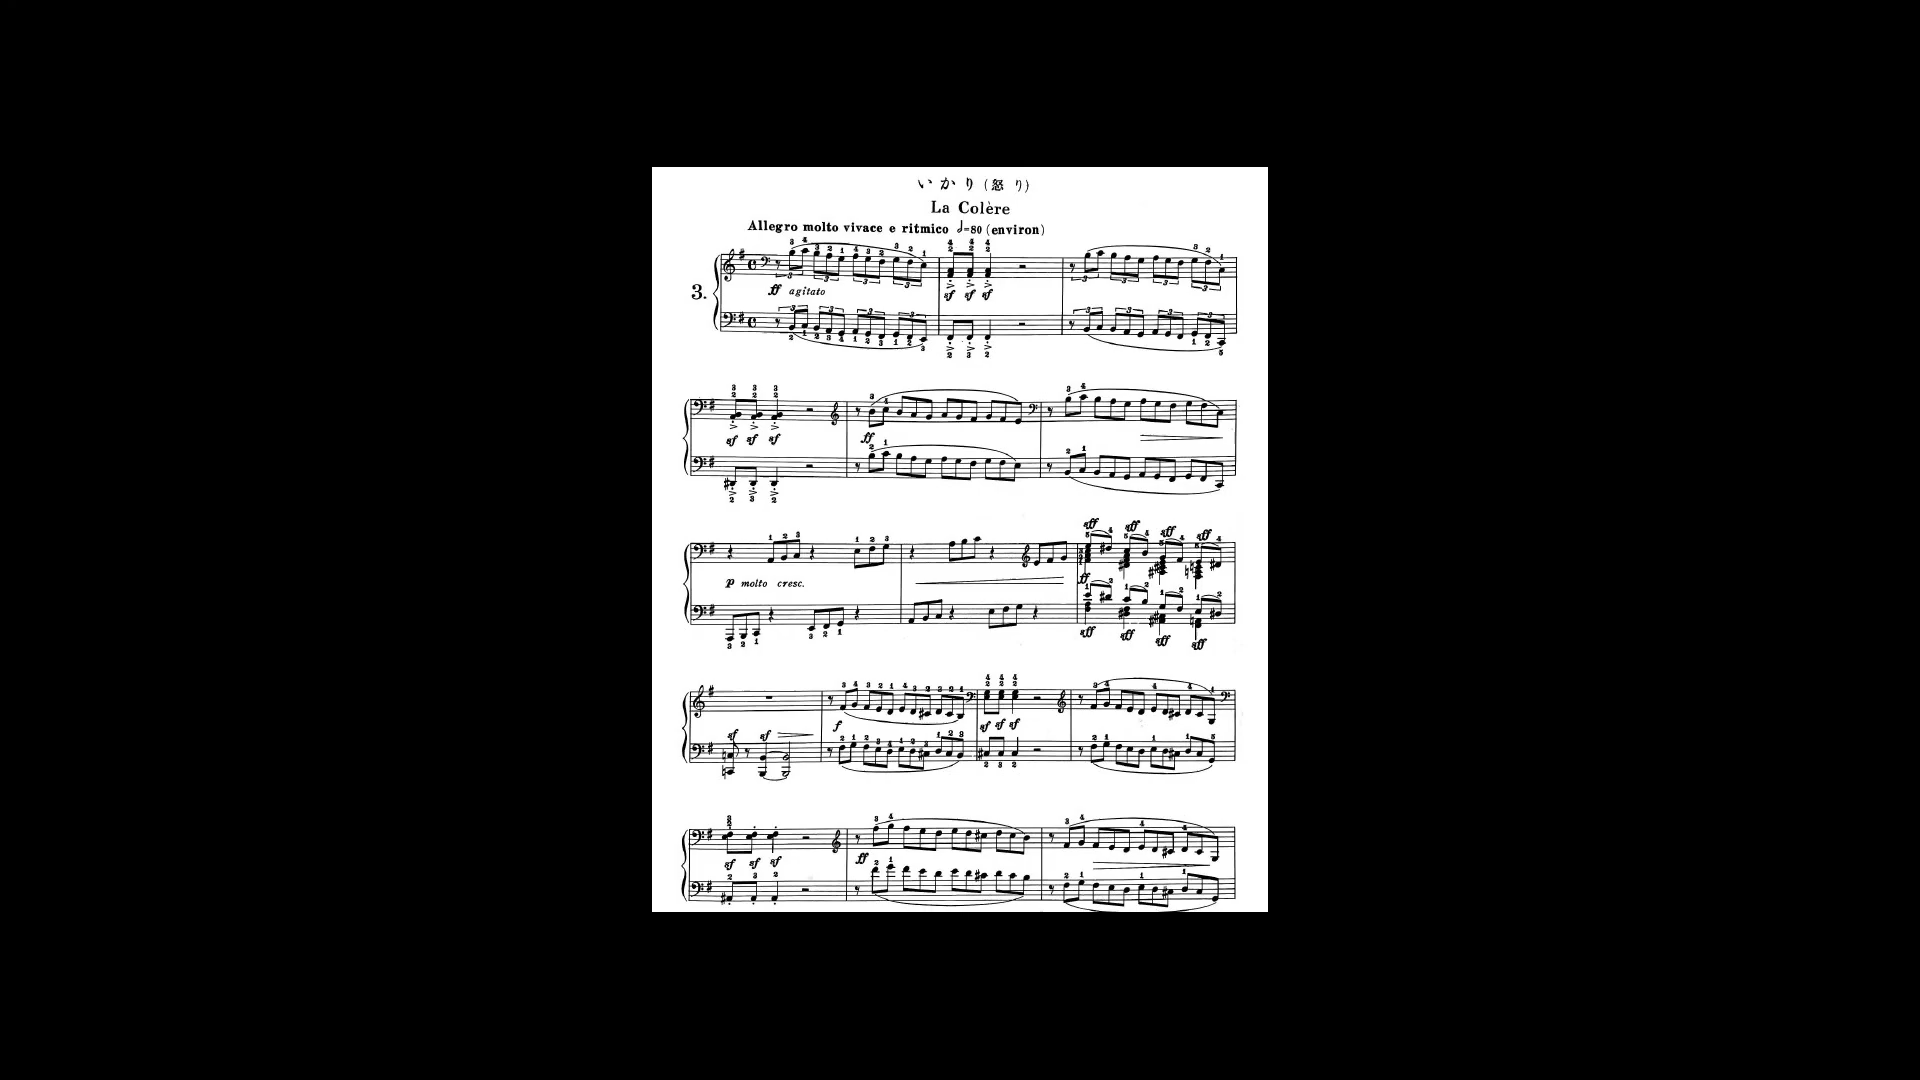 いかり(怒り)
La Colère
Allegro molto vivace e ritmico 𝅗𝅥=80 (environ)
3.
ff agitato
sf sf sf
sf sf sf
ff
p molto cresc.
sff sff sff sff
ff
sff sff sff sff
sf sf
f
sf sf sf
sf sf sf
ff